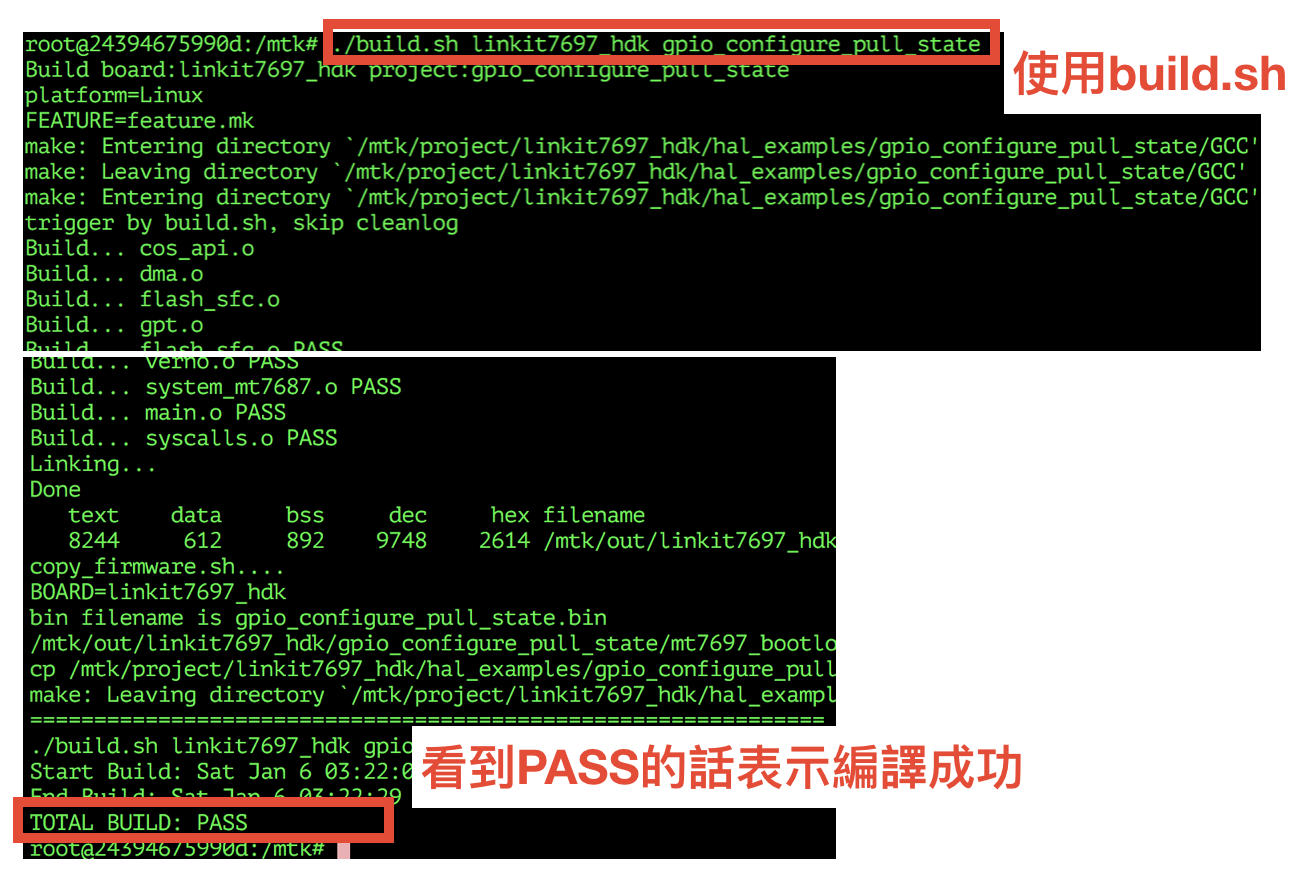 root@24394675990d:/mtk# ./build.sh linkit7697_hdk gpio_configure_pull_state
使用build.sh
Build board:linkit7697_hdk project:gpio_configure_pull_state
platform=Linux
FEATURE=feature.mk
make: Entering directory `/mtk/project/linkit7697_hdk/hal_examples/gpio_configure_pull_state/GCC'
make: Leaving directory `/mtk/project/linkit7697_hdk/hal_examples/gpio_configure_pull_state/GCC'
make: Entering directory `/mtk/project/linkit7697_hdk/hal_examples/gpio_configure_pull_state/GCC'
trigger by build.sh, skip cleanlog
Build... cos_api.o
Build... dma.o
Build... flash_sfc.o
Build... gpt.o
Build... flash_sfc.o PASS
Build... verno.o PASS
Build... system_mt7687.o PASS
Build... main.o PASS
Build... syscalls.o PASS
Linking...
Done
text data bss dec hex filename
8244 612 892 9748 2614 /mtk/out/linkit7697_hdk
copy_firmware.sh....
BOARD=linkit7697_hdk
bin filename is gpio_configure_pull_state.bin
/mtk/out/linkit7697_hdk/gpio_configure_pull_state/mt7697_bootlo
cp /mtk/project/linkit7697_hdk/hal_examples/gpio_configure_pull
make: Leaving directory `/mtk/project/linkit7697_hdk/hal_exampl
==============================================================
./build.sh linkit7697_hdk gpio
看到PASS的話表示編譯成功
Start Build: Sat Jan 6 03:22:0
End Build: Sat Jan 6 03:22:29
TOTAL BUILD: PASS
root@24394675990d:/mtk#